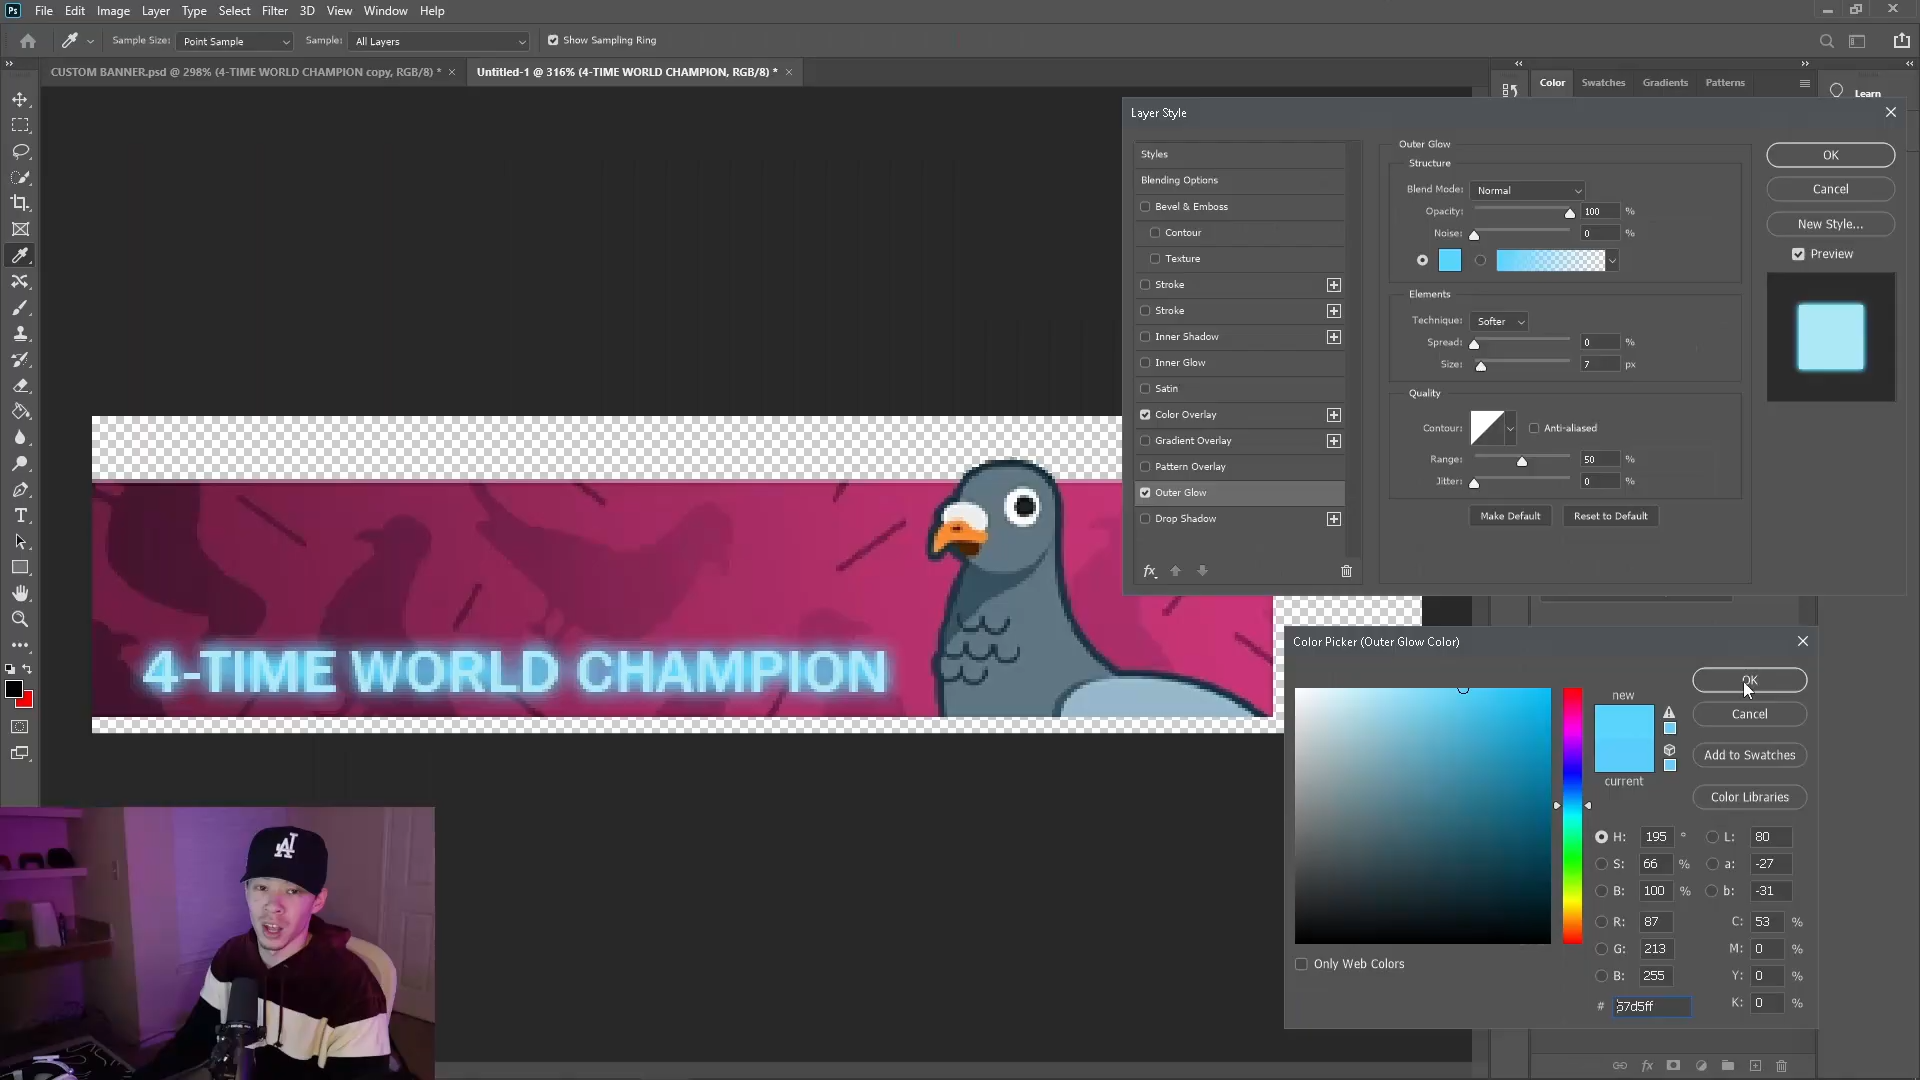 Ps File Edit Image Layer Type Select Filter 3D View Window Help
Sample Size: Point Sample Sample: All Layers Show Sampling Ring
CUSTOM BANNER.psd @ 298% (4-TIME WORLD CHAMPION copy, RGB/8) * × Untitled-1 @ 316% (4-TIME WORLD CHAMPION, RGB/8) * ×
Color Swatches Gradients Patterns
Learn
Layer Style
Styles
Blending Options
Bevel & Emboss
Contour
Texture
Stroke
Stroke
Inner Shadow
Inner Glow
Satin
Color Overlay
Gradient Overlay
Pattern Overlay
Outer Glow
Drop Shadow
fx
Outer Glow
Structure
Blend Mode: Normal
Opacity: 100 %
Noise: 0 %
Elements
Technique: Softer
Spread: 0 %
Size: 7 px
Quality
Contour: Anti-aliased
Range: 50 %
Jitter: 0 %
Make Default Reset to Default
OK
Cancel
New Style...
Preview
4-TIME WORLD CHAMPION
Color Picker (Outer Glow Color)
new
current
OK
Cancel
Add to Swatches
Color Libraries
H: 195 ° L: 80
S: 66 % a: -27
B: 100 % b: -31
R: 87 C: 53 %
G: 213 M: 0 %
B: 255 Y: 0 %
# 57d5ff K: 0 %
Only Web Colors
LA
fx